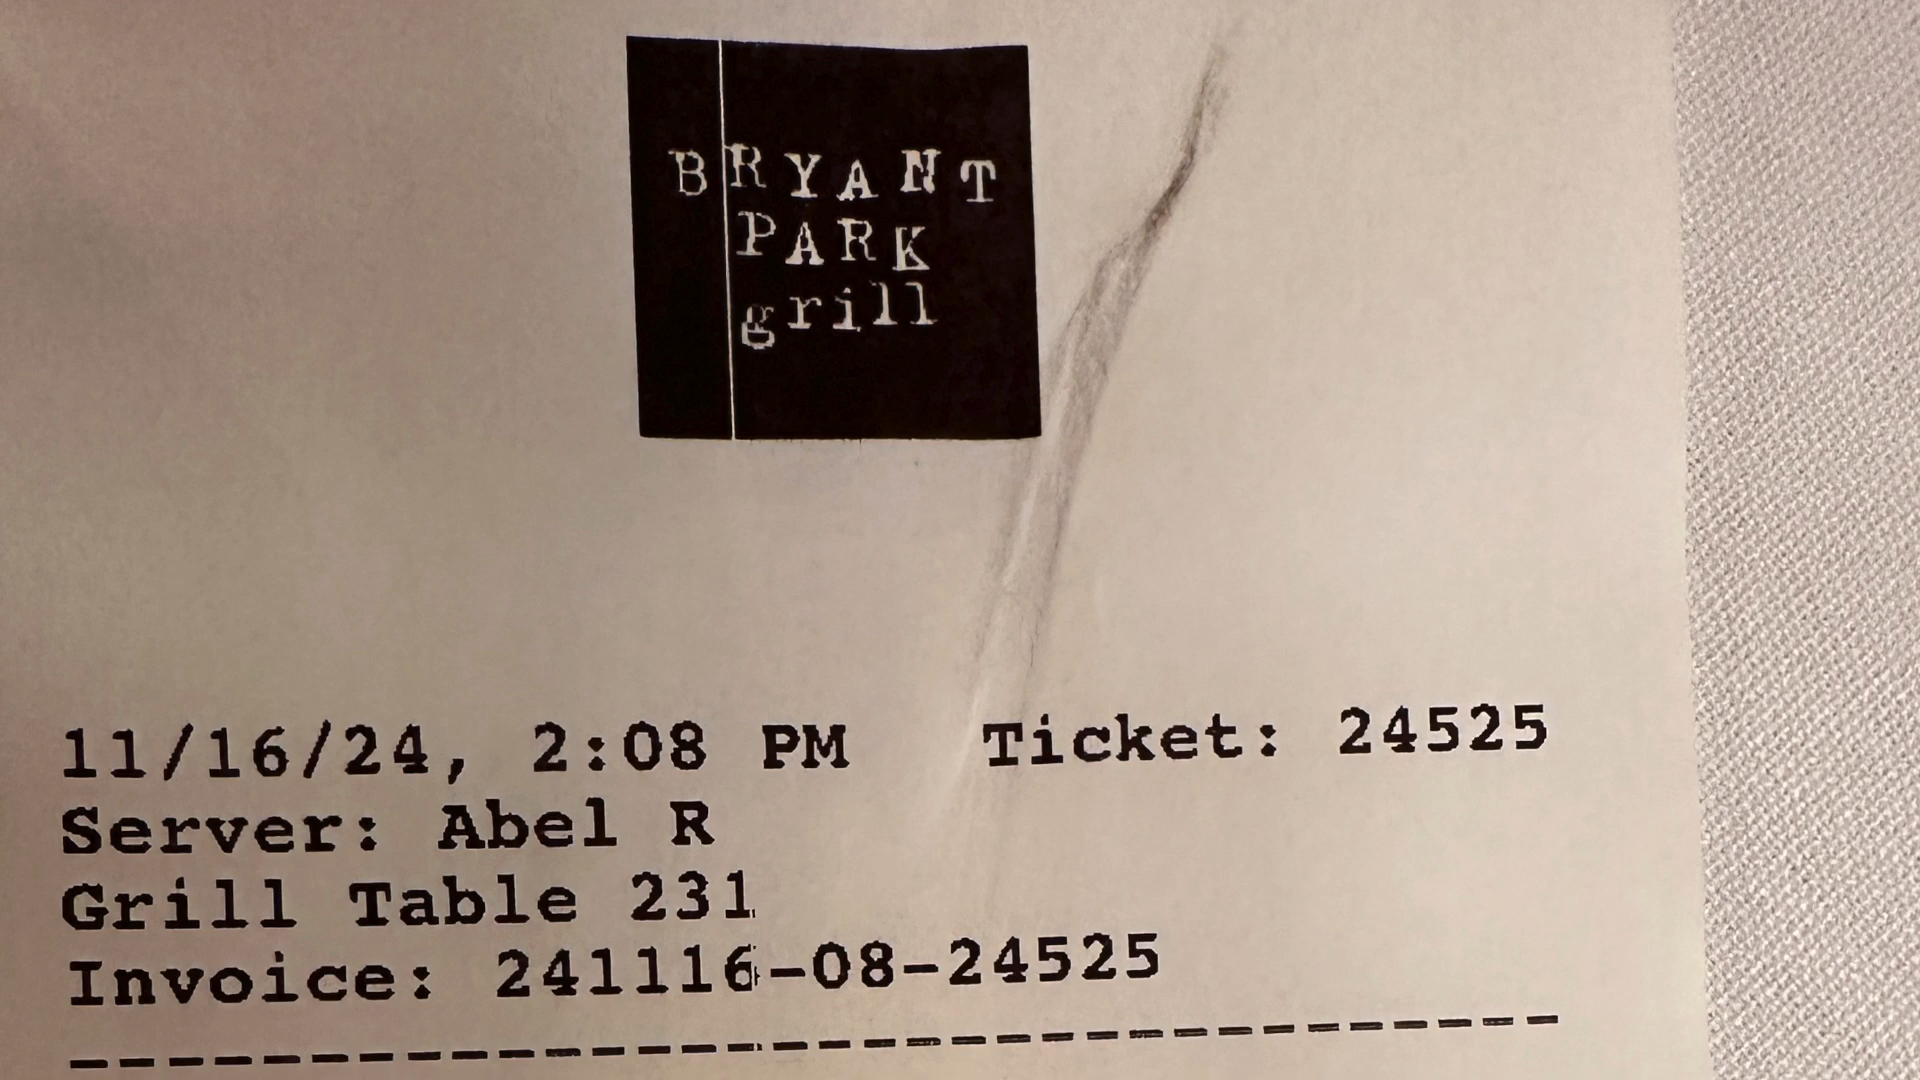 BRYANT
PARK
grill
11/16/24, 2:08 PM Ticket: 24525
Server: Abel R
Grill Table 231
Invoice: 241116-08-24525